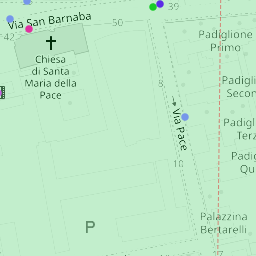 Via San Barnaba
50
39
42
Padiglione
Primo
Chiesa
di Santa
Maria della
Pace
8
Padigl
Secon
→ Via Pace
Padigl
Terz
Padig
Qu
10
P
Palazzina
Bertarelli
7